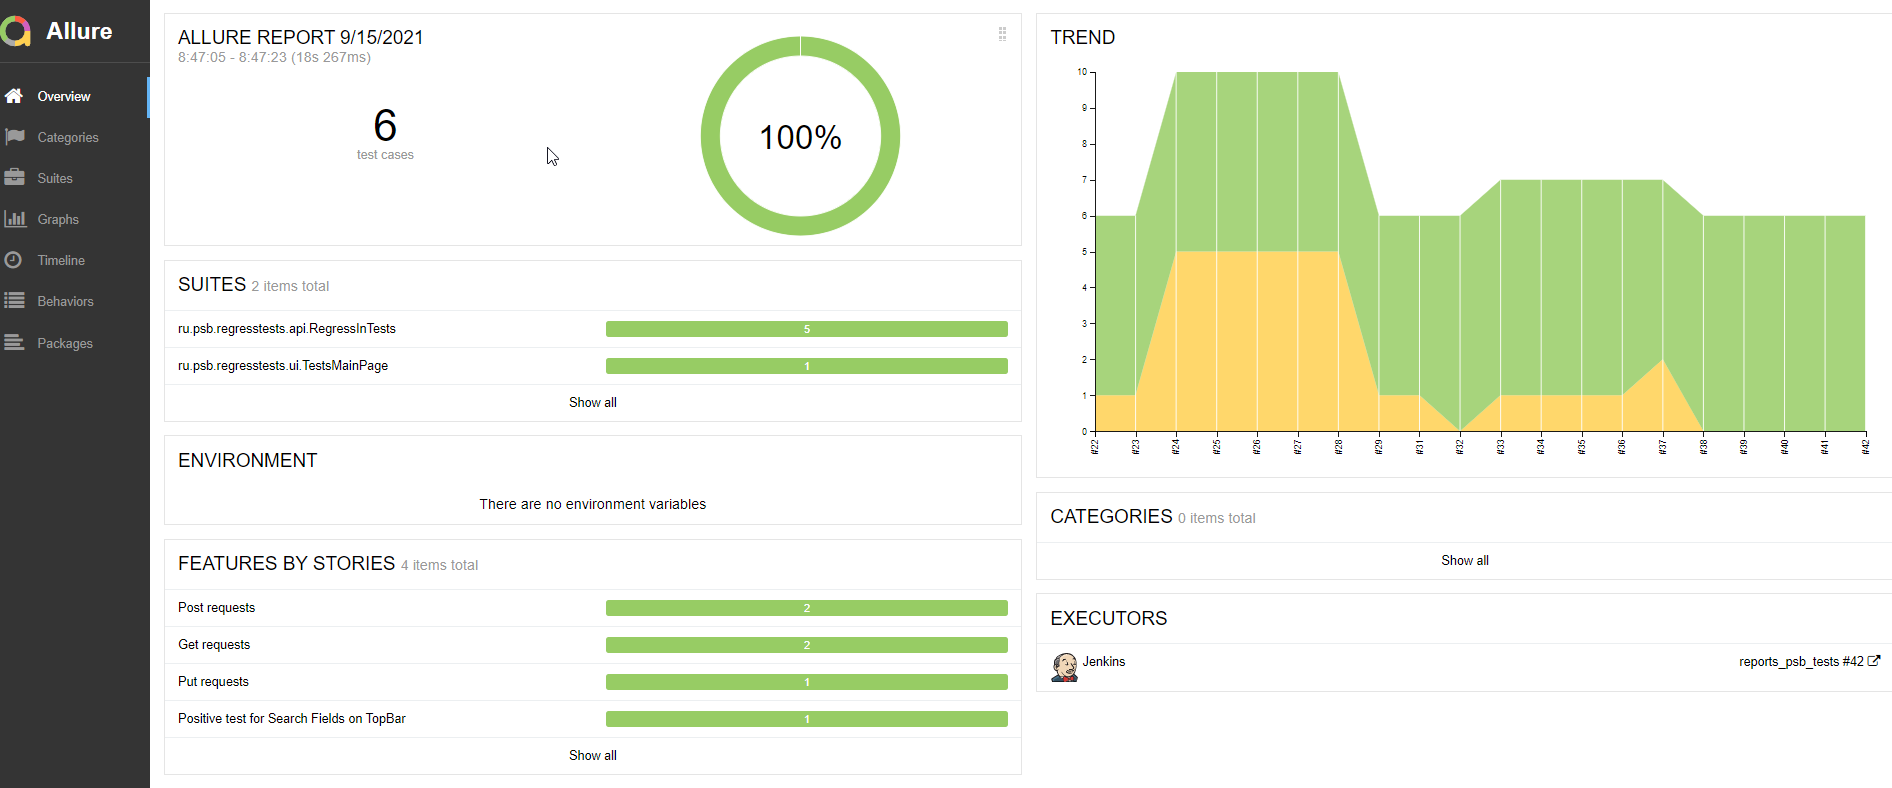 Allure
Overview
Categories
Suites
Graphs
Timeline
Behaviors
Packages
ALLURE REPORT 9/15/2021
8:47:05 - 8:47:23 (18s 267ms)
6
test cases
100%
SUITES 2 items total
ru.psb.regresstests.api.RegressInTests 5
ru.psb.regresstests.ui.TestsMainPage 1
Show all
ENVIRONMENT
There are no environment variables
FEATURES BY STORIES 4 items total
Post requests 2
Get requests 2
Put requests 1
Positive test for Search Fields on TopBar 1
Show all
TREND
10
9
8
7
6
5
4
3
2
1
0
#22 #23 #24 #25 #26 #27 #28 #29 #31 #32 #33 #34 #35 #36 #37 #38 #39 #40 #41 #42
CATEGORIES 0 items total
Show all
EXECUTORS
Jenkins reports_psb_tests #42